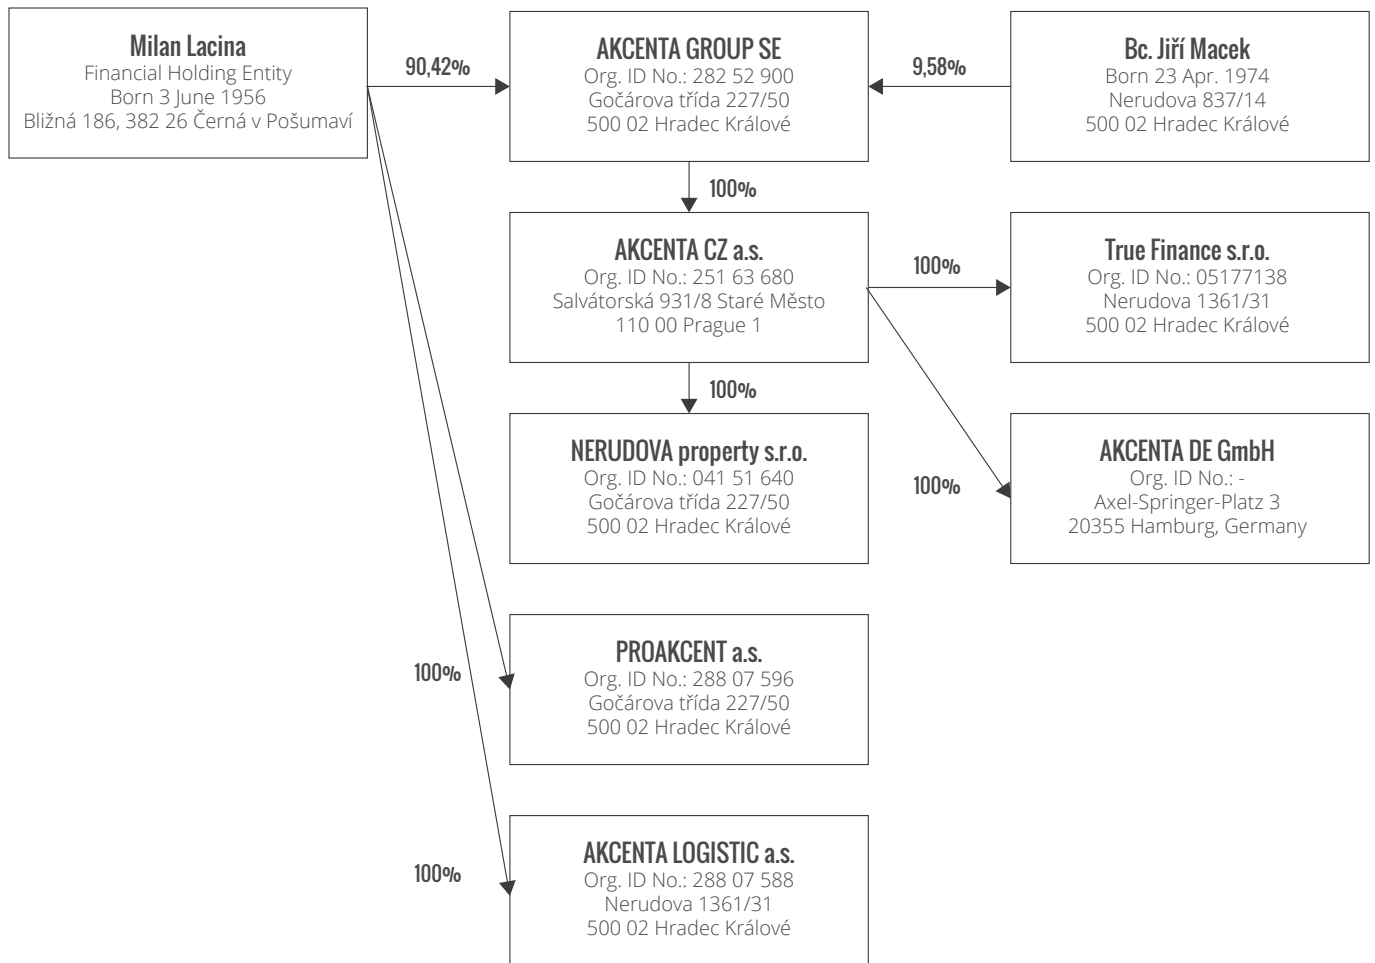 Milan Lacina
Financial Holding Entity
Born 3 June 1956
Bližná 186, 382 26 Černá v Pošumaví
90,42%
AKCENTA GROUP SE
Org. ID No.: 282 52 900
Gočárova třída 227/50
500 02 Hradec Králové
9,58%
Bc. Jiří Macek
Born 23 Apr. 1974
Nerudova 837/14
500 02 Hradec Králové
100%
AKCENTA CZ a.s.
Org. ID No.: 251 63 680
Salvátorská 931/8 Staré Město
110 00 Prague 1
100%
True Finance s.r.o.
Org. ID No.: 05177138
Nerudova 1361/31
500 02 Hradec Králové
100%
NERUDOVA property s.r.o.
Org. ID No.: 041 51 640
Gočárova třída 227/50
500 02 Hradec Králové
100%
AKCENTA DE GmbH
Org. ID No.: -
Axel-Springer-Platz 3
20355 Hamburg, Germany
100%
PROAKCENT a.s.
Org. ID No.: 288 07 596
Gočárova třída 227/50
500 02 Hradec Králové
100%
AKCENTA LOGISTIC a.s.
Org. ID No.: 288 07 588
Nerudova 1361/31
500 02 Hradec Králové